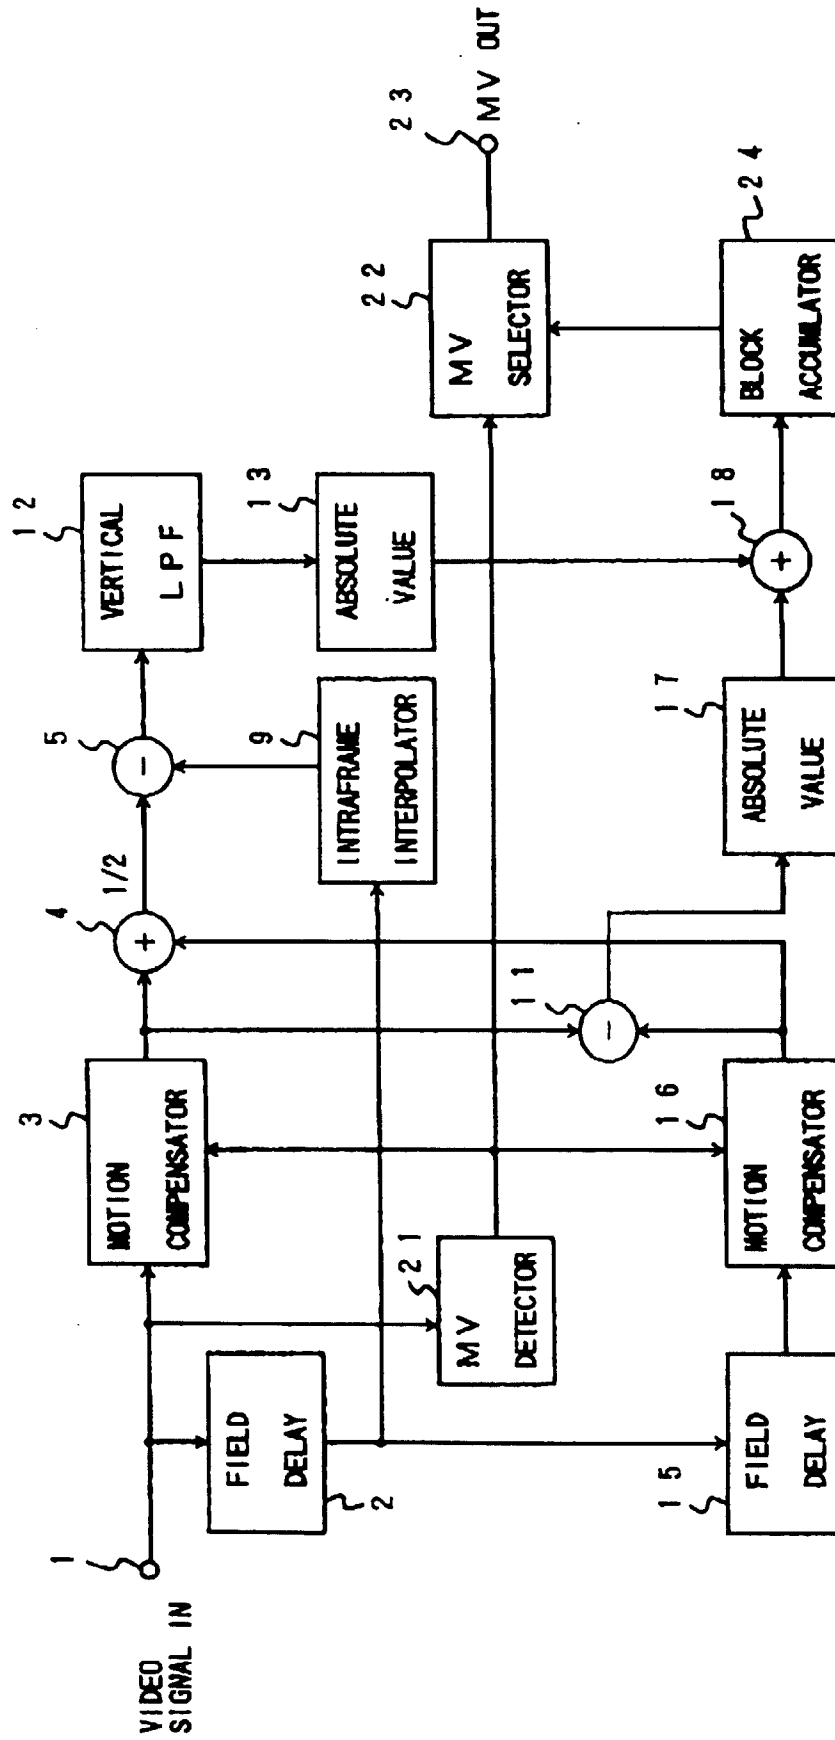 VIDEO
SIGNAL IN
1
FIELD
DELAY
2
MOTION
COMPENSATOR
3
4
1/2
+
5
-
VERTICAL
LPF
12
INTRAFRAME
INTERPOLATOR
9
ABSOLUTE
VALUE
13
MV
DETECTOR
21
MV
SELECTOR
22
23
MV OUT
11
-
FIELD
DELAY
15
MOTION
COMPENSATOR
16
ABSOLUTE
VALUE
17
+
18
BLOCK
ACCUMLATOR
24